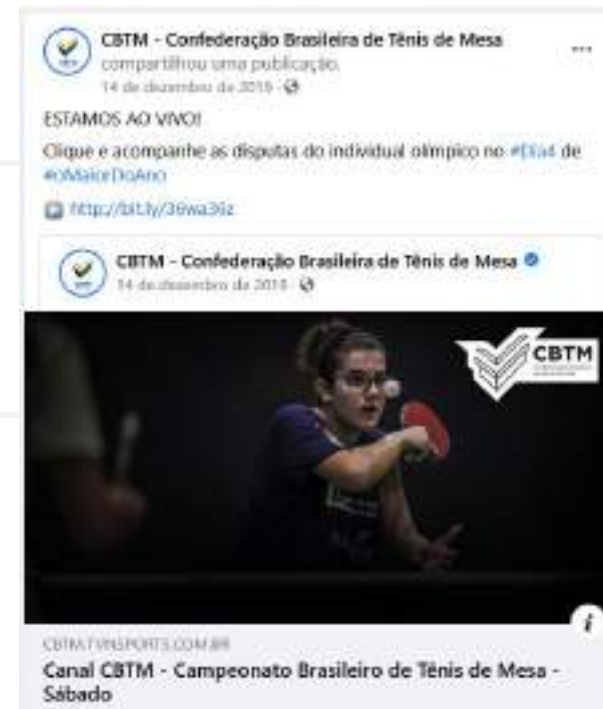 CBTM - Confederação Brasileira de Tênis de Mesa
compartilhou uma publicação.
14 de dezembro de 2019
ESTAMOS AO VIVO!
Clique e acompanhe as disputas do individual olímpico no #Dia4 de
#oMaiorDoAno
http://bit.ly/36wa36z
CBTM - Confederação Brasileira de Tênis de Mesa
14 de dezembro de 2019
CBTM
CBTM.TVNSPORTS.COM.BR
Canal CBTM - Campeonato Brasileiro de Tênis de Mesa -
Sábado